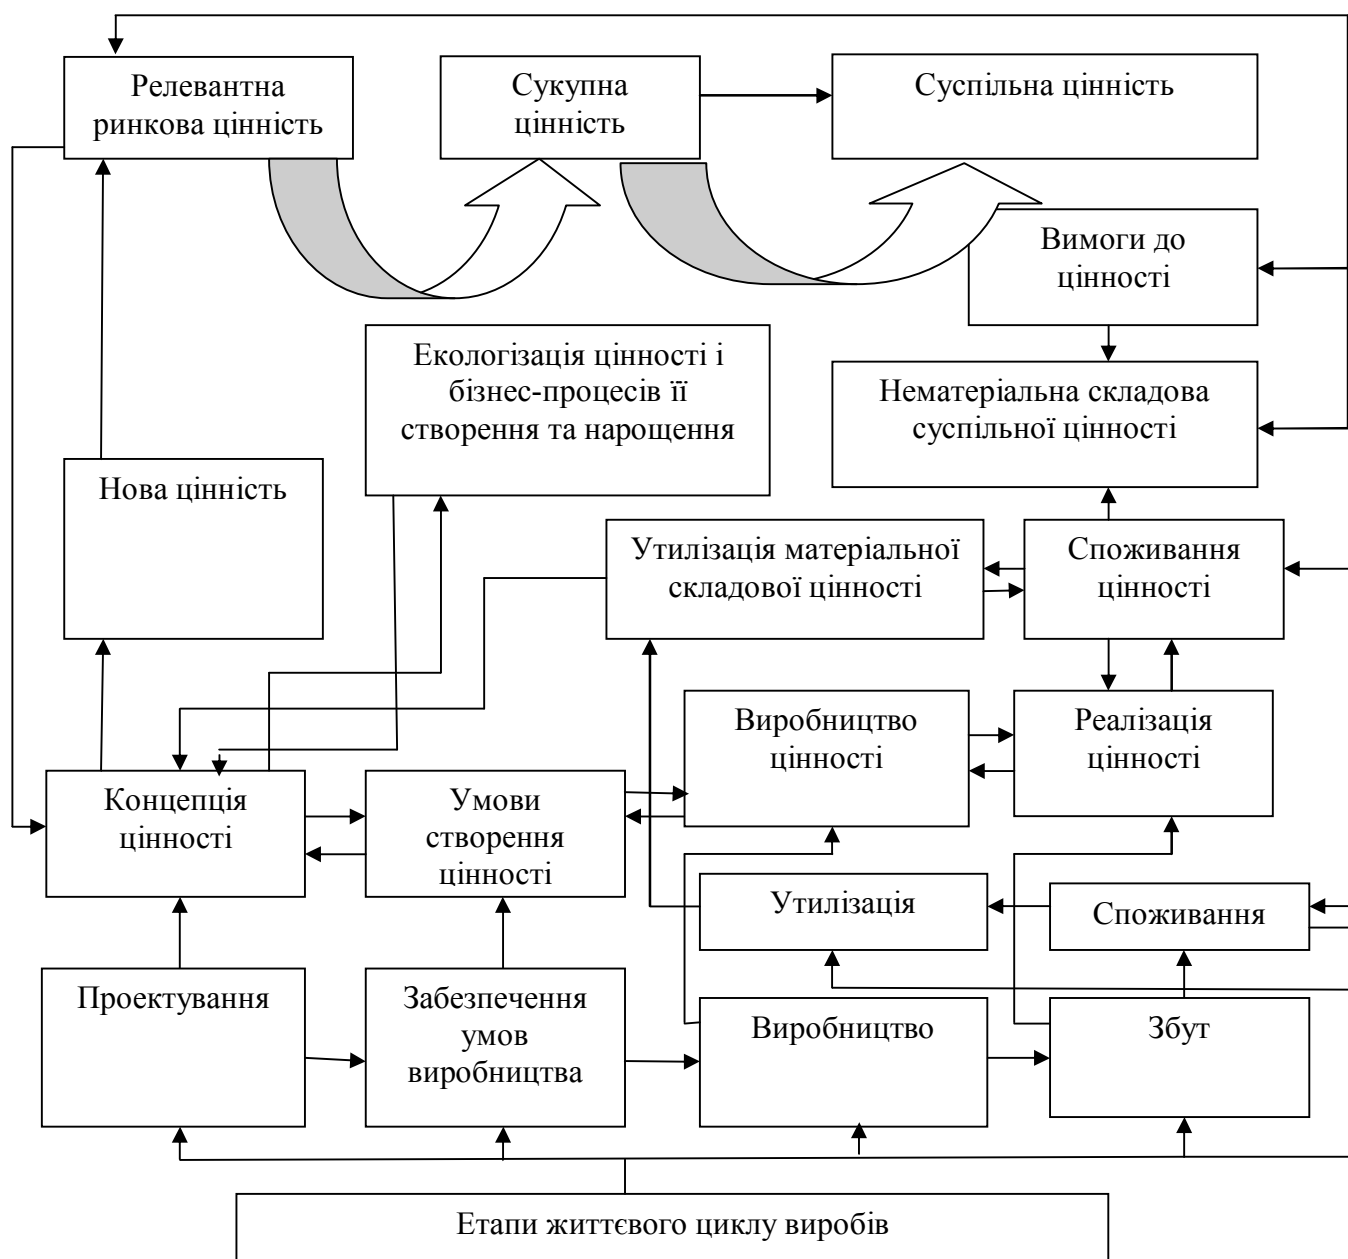 Релевантна
ринкова цінність
Сукупна
цінність
Суспільна цінність
Вимоги до
цінності
Екологізація цінності і
бізнес-процесів її
створення та нарощення
Нематеріальна складова
суспільної цінності
Нова цінність
Утилізація матеріальної
складової цінності
Споживання
цінності
Виробництво
цінності
Реалізація
цінності
Концепція
цінності
Умови
створення
цінності
Утилізація
Споживання
Проектування
Забезпечення
умов
виробництва
Виробництво
Збут
Етапи життєвого циклу виробів